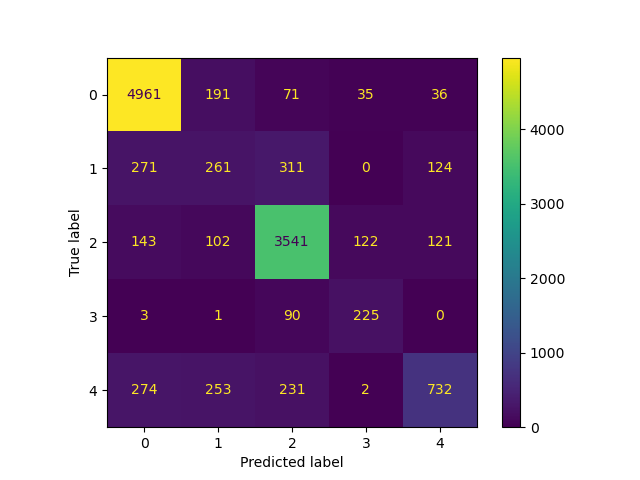 0 4961 191 71 35 36
1 271 261 311 0 124
2 143 102 3541 122 121
3 3 1 90 225 0
4 274 253 231 2 732
0 1 2 3 4
Predicted label
True label
4000
3000
2000
1000
0